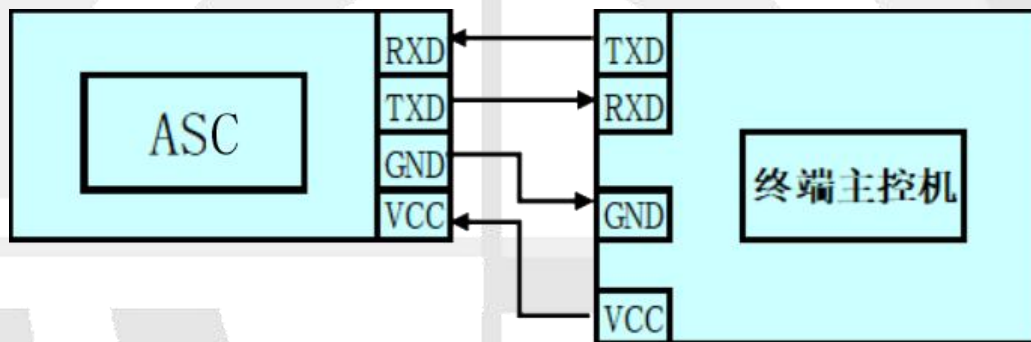 RXD
TXD
GND
VCC
ASC
TXD
RXD
GND
VCC
终端主控机